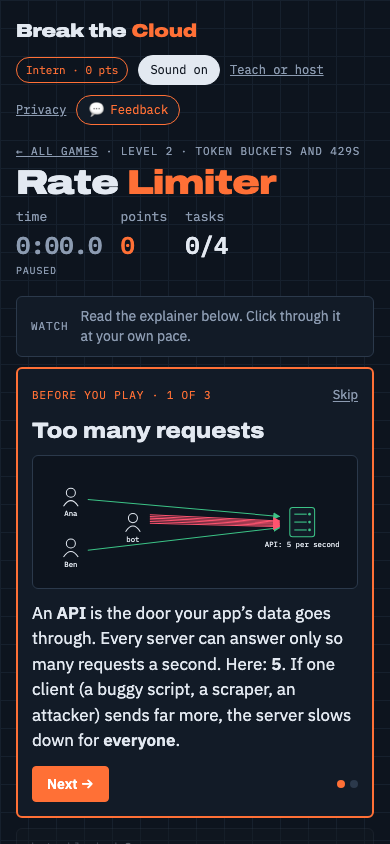 Break the Cloud
Intern · 0 pts
Sound on
Teach or host
Privacy
💬 Feedback
← ALL GAMES · LEVEL 2 · TOKEN BUCKETS AND 429S
Rate Limiter
time points tasks
0:00.0 0 0/4
PAUSED
WATCH
Read the explainer below. Click through it
at your own pace.
BEFORE YOU PLAY · 1 OF 3
Skip
Too many requests
Ana
bot
Ben
API: 5 per second
An API is the door your app’s data goes
through. Every server can answer only so
many requests a second. Here: 5. If one
client (a buggy script, a scraper, an
attacker) sends far more, the server slows
down for everyone.
Next →